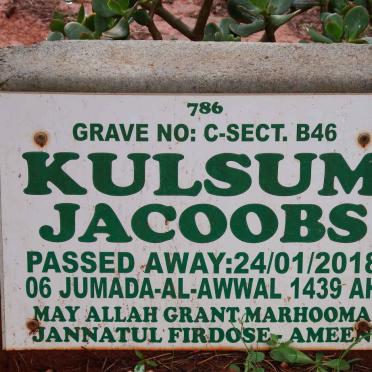 786
GRAVE NO: C-SECT. B46
KULSUM
JACOOBS
PASSED AWAY:24/01/2018
06 JUMADA-AL-AWWAL 1439 AH
MAY ALLAH GRANT MARHOOMA
JANNATUL FIRDOSE - AMEEN